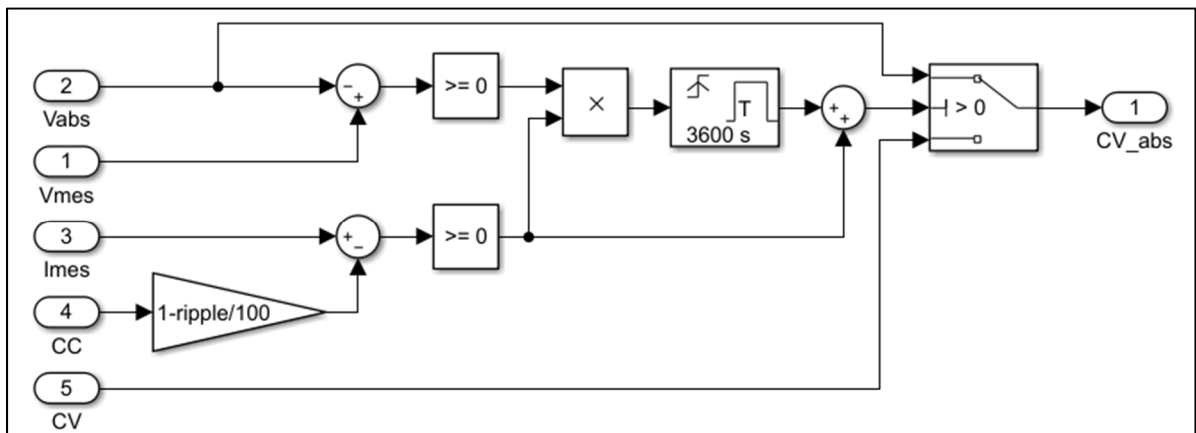 2
Vabs
1
Vmes
3
Imes
4
CC
5
CV
1-ripple/100
−
+
>= 0
+
−
>= 0
×
T
3600 s
+
+
> 0
1
CV_abs